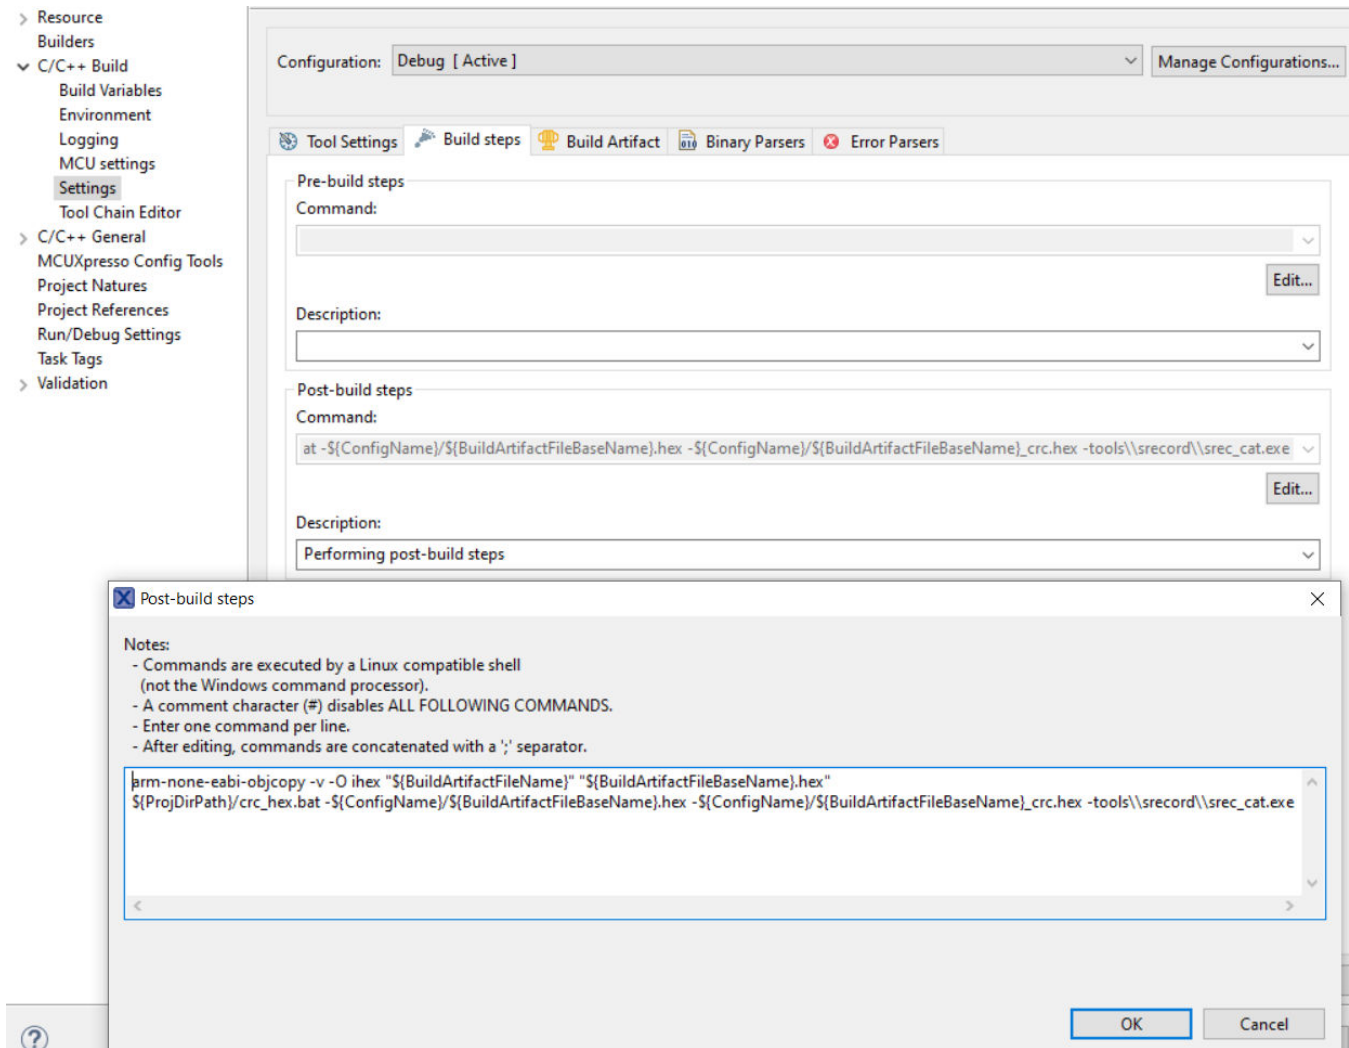 Resource
Builders
C/C++ Build
Build Variables
Environment
Logging
MCU settings
Settings
Tool Chain Editor
C/C++ General
MCUXpresso Config Tools
Project Natures
Project References
Run/Debug Settings
Task Tags
Validation
Configuration: Debug [ Active ] Manage Configurations...
Tool Settings Build steps Build Artifact Binary Parsers Error Parsers
Pre-build steps
Command:
Edit...
Description:
Post-build steps
Command:
at -${ConfigName}/${BuildArtifactFileBaseName}.hex -${ConfigName}/${BuildArtifactFileBaseName}_crc.hex -tools\\srecord\\srec_cat.exe
Edit...
Description:
Performing post-build steps
Post-build steps
Notes:
- Commands are executed by a Linux compatible shell
(not the Windows command processor).
- A comment character (#) disables ALL FOLLOWING COMMANDS.
- Enter one command per line.
- After editing, commands are concatenated with a ';' separator.
arm-none-eabi-objcopy -v -O ihex "${BuildArtifactFileName}" "${BuildArtifactFileBaseName}.hex"
${ProjDirPath}/crc_hex.bat -${ConfigName}/${BuildArtifactFileBaseName}.hex -${ConfigName}/${BuildArtifactFileBaseName}_crc.hex -tools\\srecord\\srec_cat.exe
OK Cancel